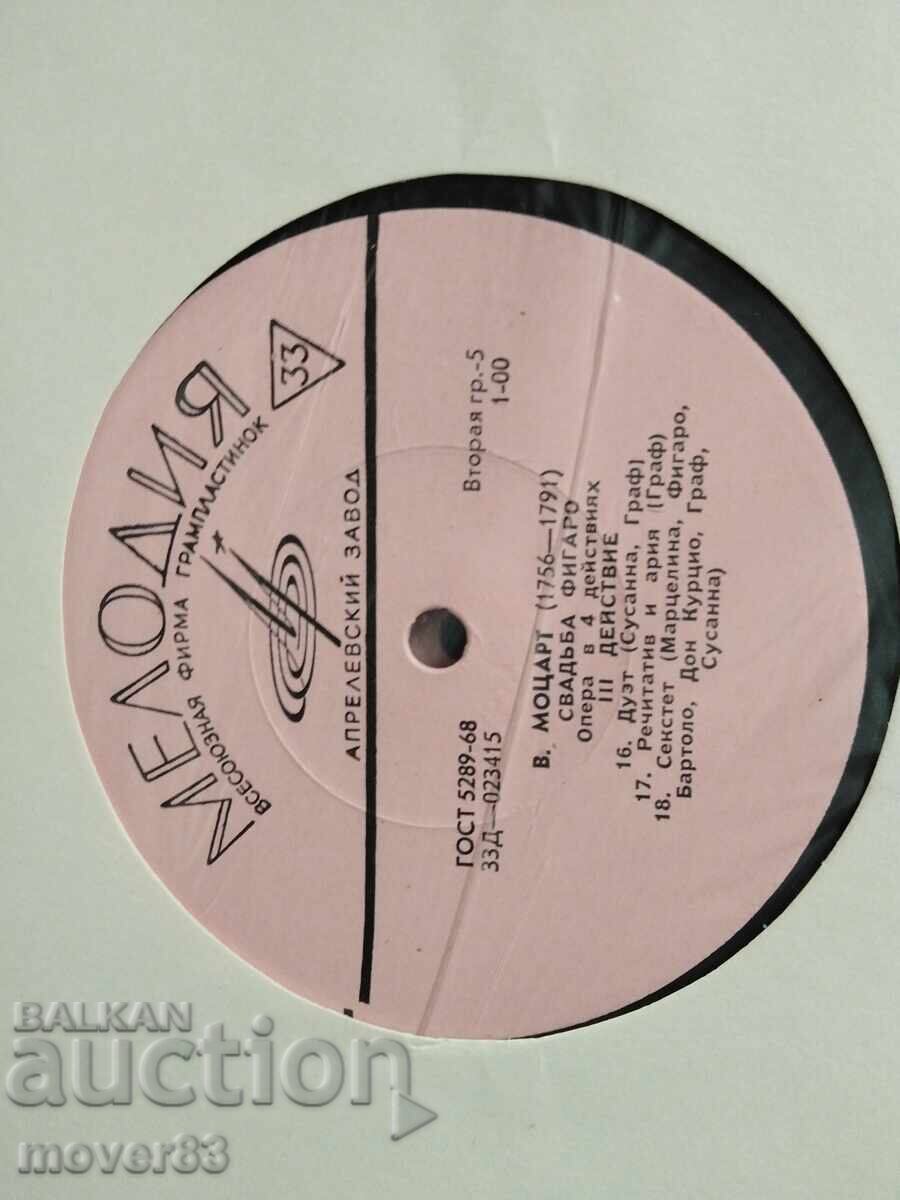 МЕЛОДИЯ
ВСЕСОЮЗНАЯ ФИРМА ГРАМПЛАСТИНОК
33
АПРЕЛЕВСКИЙ ЗАВОД
ГОСТ 5289-68
33Д—023415
Вторая гр.-5
1-00
В. МОЦАРТ (1756—1791)
СВАДЬБА ФИГАРО
Опера в 4 действиях
III ДЕЙСТВИЕ
16. Дуэт (Сусанна, Граф)
17. Речитатив и ария (Граф)
18. Секстет (Марцелина, Фигаро,
Бартоло, Дон Курцио, Граф,
Сусанна)
BALKAN
auction
mover83